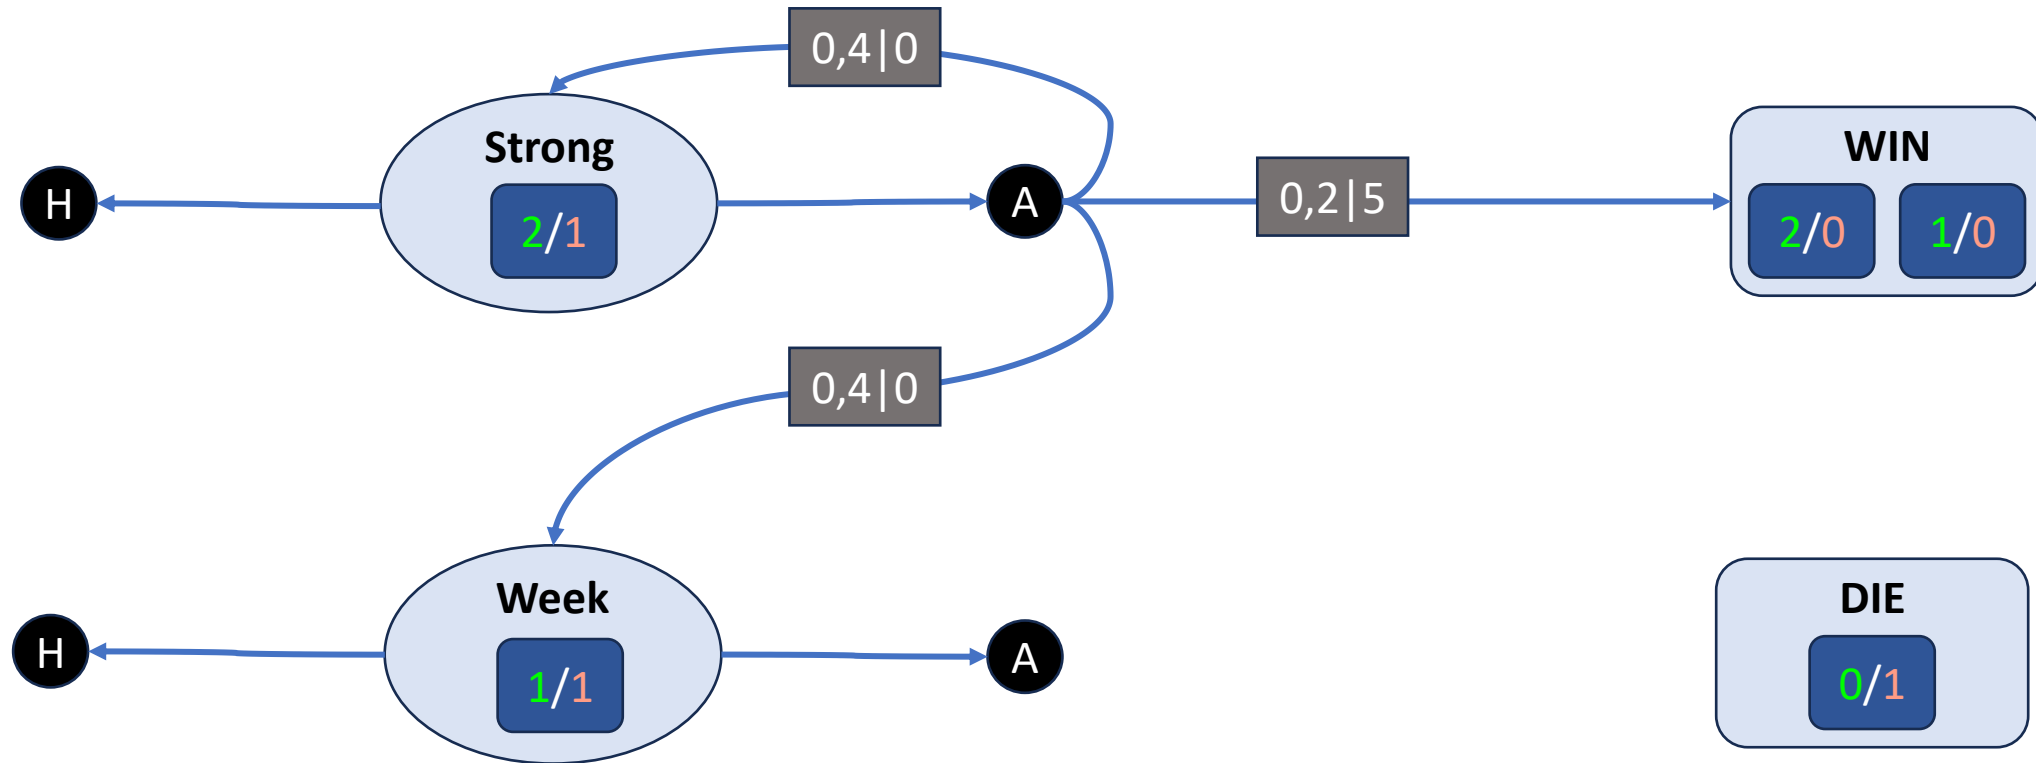 0,4|0
Strong
2/1
H
A
0,2|5
WIN
2/0 1/0
0,4|0
Week
1/1
H
A
DIE
0/1